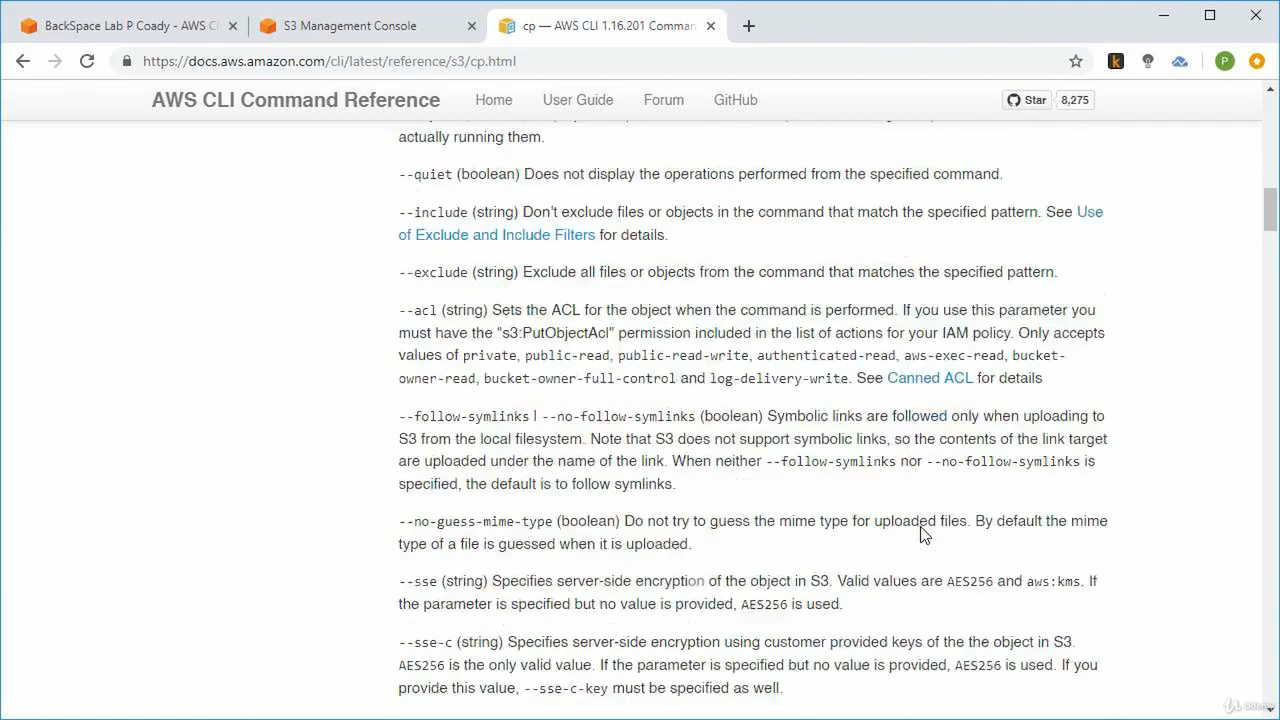 BackSpace Lab P Coady - AWS C
S3 Management Console
cp — AWS CLI 1.16.201 Comman
https://docs.aws.amazon.com/cli/latest/reference/s3/cp.html
k
P
AWS CLI Command Reference
Home
User Guide
Forum
GitHub
Star
8,275
actually running them.
--quiet (boolean) Does not display the operations performed from the specified command.
--include (string) Don't exclude files or objects in the command that match the specified pattern. See Use
of Exclude and Include Filters for details.
--exclude (string) Exclude all files or objects from the command that matches the specified pattern.
--acl (string) Sets the ACL for the object when the command is performed. If you use this parameter you
must have the "s3:PutObjectAcl" permission included in the list of actions for your IAM policy. Only accepts
values of private, public-read, public-read-write, authenticated-read, aws-exec-read, bucket-
owner-read, bucket-owner-full-control and log-delivery-write. See Canned ACL for details
--follow-symlinks | --no-follow-symlinks (boolean) Symbolic links are followed only when uploading to
S3 from the local filesystem. Note that S3 does not support symbolic links, so the contents of the link target
are uploaded under the name of the link. When neither --follow-symlinks nor --no-follow-symlinks is
specified, the default is to follow symlinks.
--no-guess-mime-type (boolean) Do not try to guess the mime type for uploaded files. By default the mime
type of a file is guessed when it is uploaded.
--sse (string) Specifies server-side encryption of the object in S3. Valid values are AES256 and aws:kms. If
the parameter is specified but no value is provided, AES256 is used.
--sse-c (string) Specifies server-side encryption using customer provided keys of the the object in S3.
AES256 is the only valid value. If the parameter is specified but no value is provided, AES256 is used. If you
provide this value, --sse-c-key must be specified as well.
Udemy